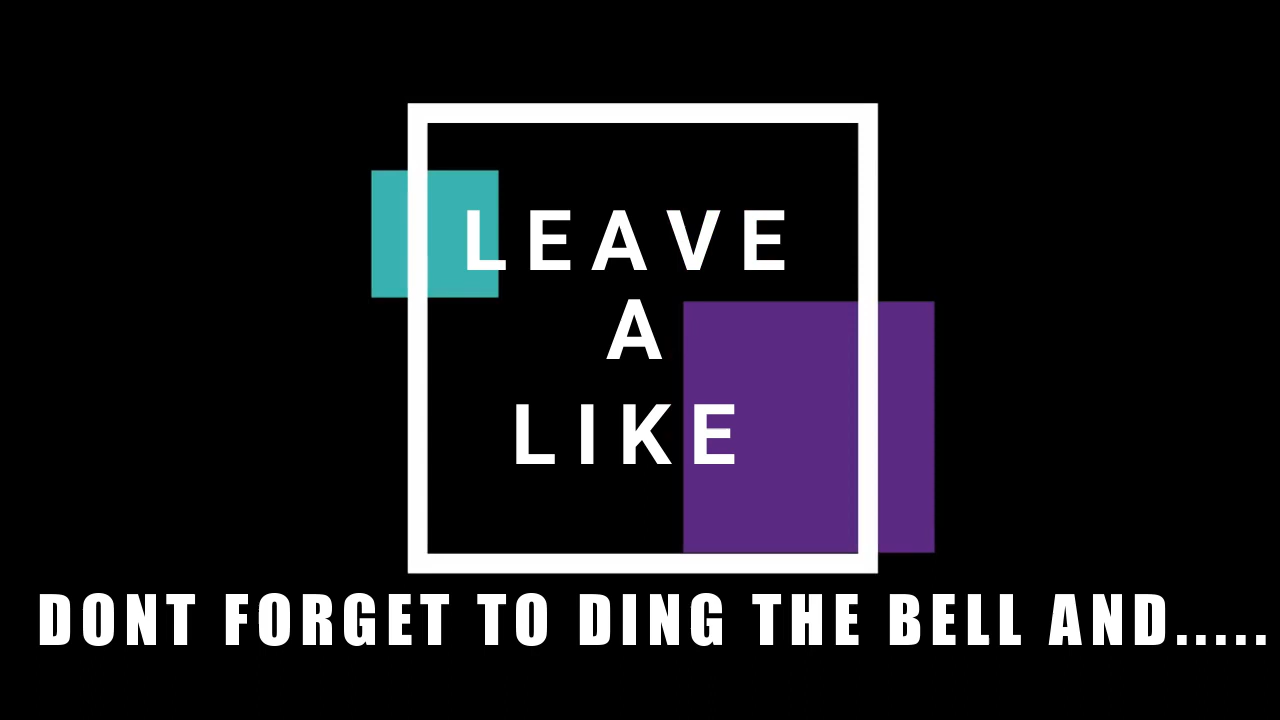 LEAVE
A
LIKE
DONT FORGET TO DING THE BELL AND.....